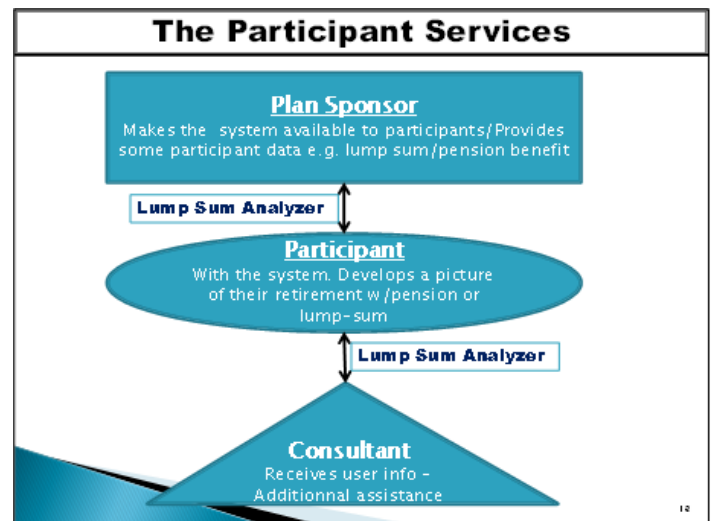 The Participant Services
Plan Sponsor
Makes the system available to participants/Provides
some participant data e.g. lump sum/pension benefit
Lump Sum Analyzer
Participant
With the system. Develops a picture
of their retirement w/pension or
lump-sum
Lump Sum Analyzer
Consultant
Receives user info –
Additionnal assistance